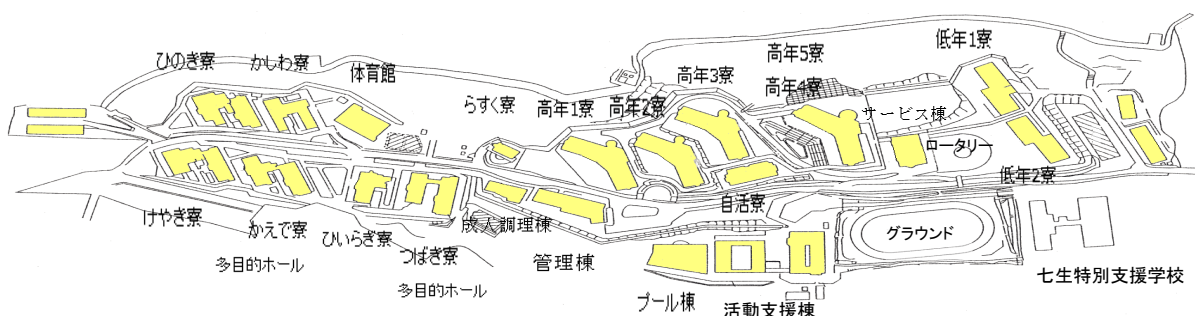 ひのき寮
かしわ寮
体育館
らすく寮
高年1寮
高年2寮
高年3寮
高年4寮
高年5寮
低年1寮
サービス棟
ロータリー
低年2寮
けやき寮
かえで寮
多目的ホール
ひいらぎ寮
つばき寮
多目的ホール
成人調理棟
管理棟
自活寮
グラウンド
プール棟
活動支援棟
七生特別支援学校